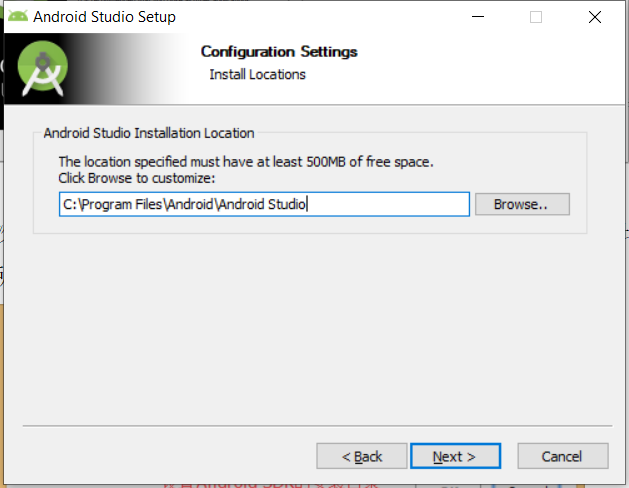 Android Studio Setup
Configuration Settings
Install Locations
Android Studio Installation Location
The location specified must have at least 500MB of free space.
Click Browse to customize:
C:\Program Files\Android\Android Studio
Browse..
< Back
Next >
Cancel